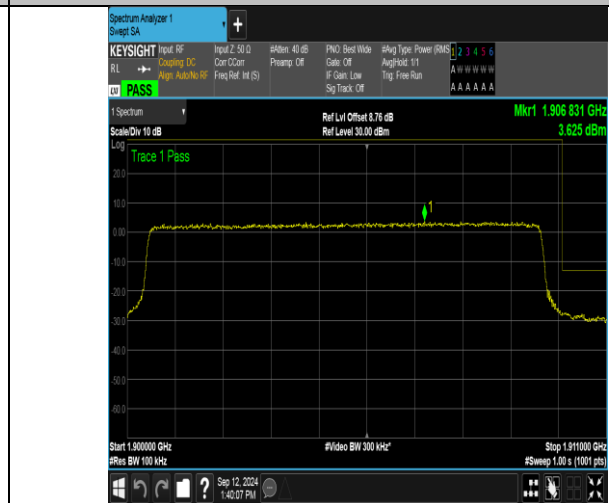 Spectrum Analyzer 1
Swept SA
+
KEYSIGHT Input: RF Input Z: 50 Ω #Atten: 40 dB PNO: Best Wide #Avg Type: Power (RMS 1 2 3 4 5 6
RL Coupling: DC Corr CCorr Preamp: Off Gate: Off Avg|Hold: 1/1 A W W W W W
Align: Auto/No RF Freq Ref: Int (S) IF Gain: Low Trig: Free Run
LXI PASS Sig Track: Off A A A A A A
1 Spectrum Ref Lvl Offset 8.76 dB Mkr1 1.906 831 GHz
Scale/Div 10 dB Ref Level 30.00 dBm 3.625 dBm
Log
Trace 1 Pass
20.0
10.0
1
0.00
-10.0
-20.0
-30.0
-40.0
-50.0
-60.0
Start 1.900000 GHz #Video BW 300 kHz* Stop 1.911000 GHz
#Res BW 100 kHz #Sweep 1.00 s (1001 pts)
? Sep 12, 2024
1:40:07 PM